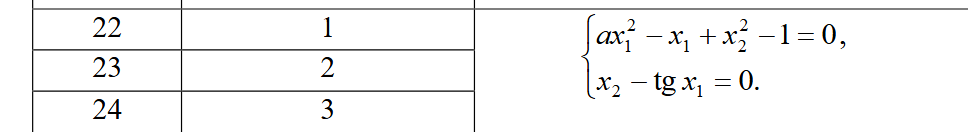 22 1
23 2
24 3
ax₁² − x₁ + x₂² − 1 = 0,
x₂ − tg x₁ = 0.